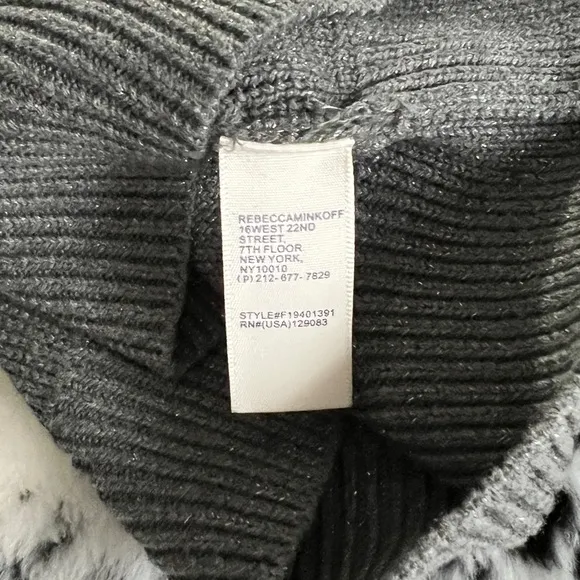 REBECCAMINKOFF
16WEST 22ND
STREET,
7TH FLOOR
NEW YORK,
NY10010
(P)212-677-7829
STYLE#F19401391
RN#(USA)129083